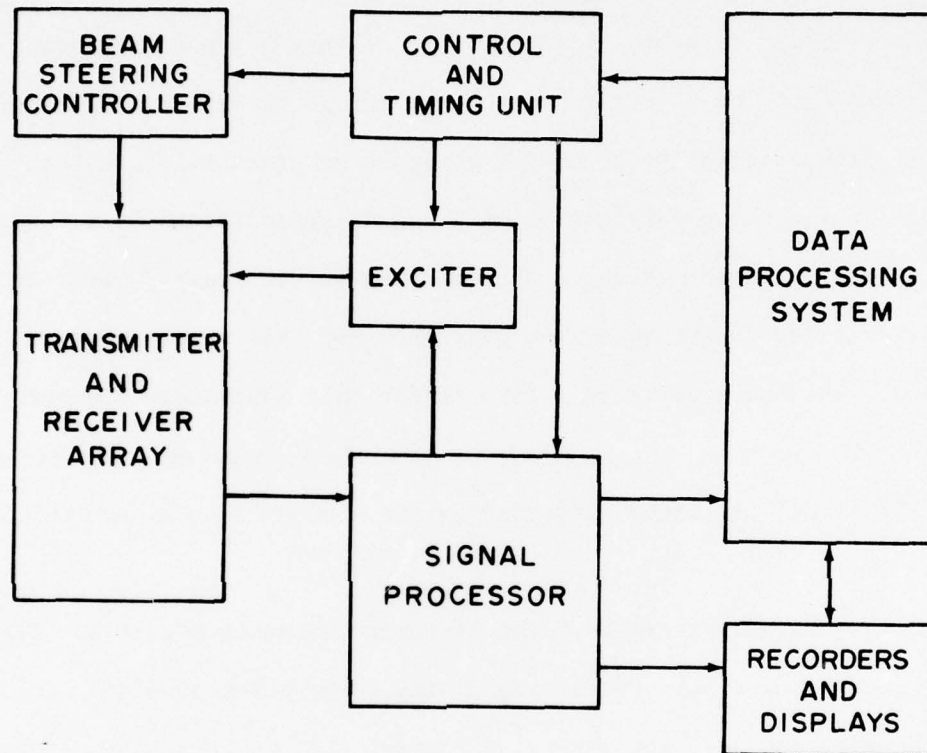 BEAM
STEERING
CONTROLLER
CONTROL
AND
TIMING UNIT
DATA
PROCESSING
SYSTEM
EXCITER
TRANSMITTER
AND
RECEIVER
ARRAY
SIGNAL
PROCESSOR
RECORDERS
AND
DISPLAYS